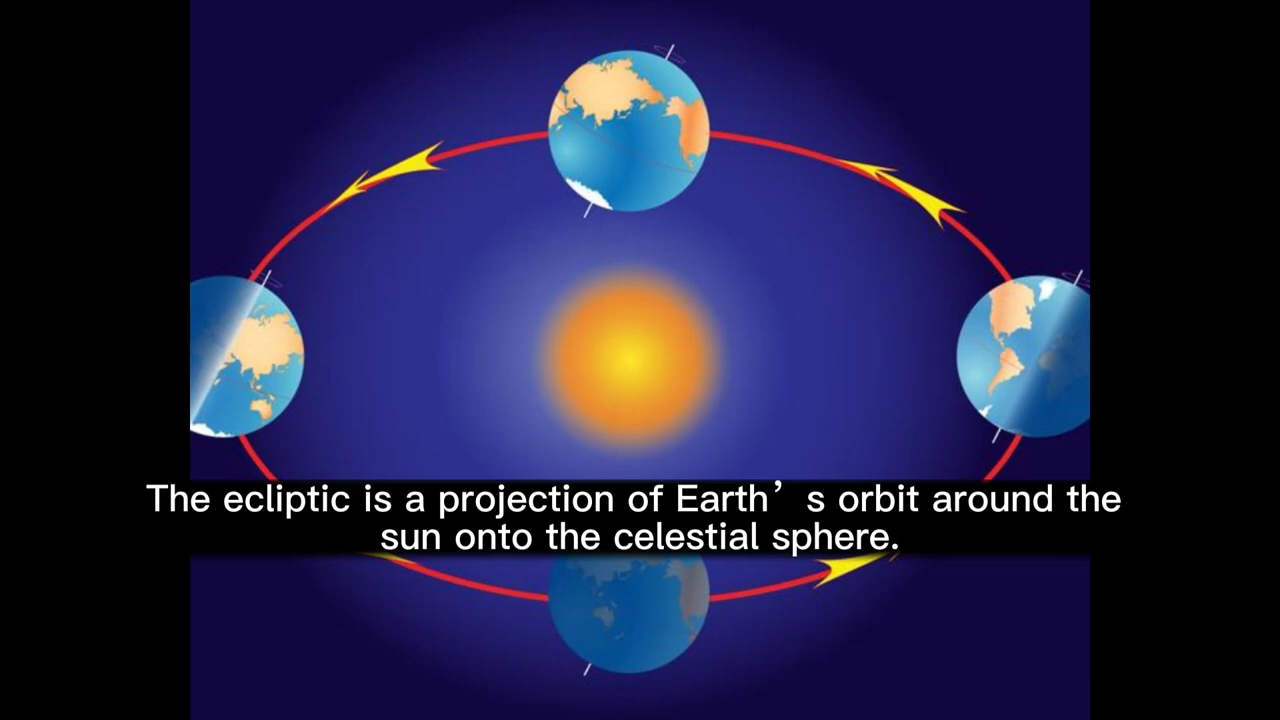 The ecliptic is a projection of Earth’s orbit around the
sun onto the celestial sphere.